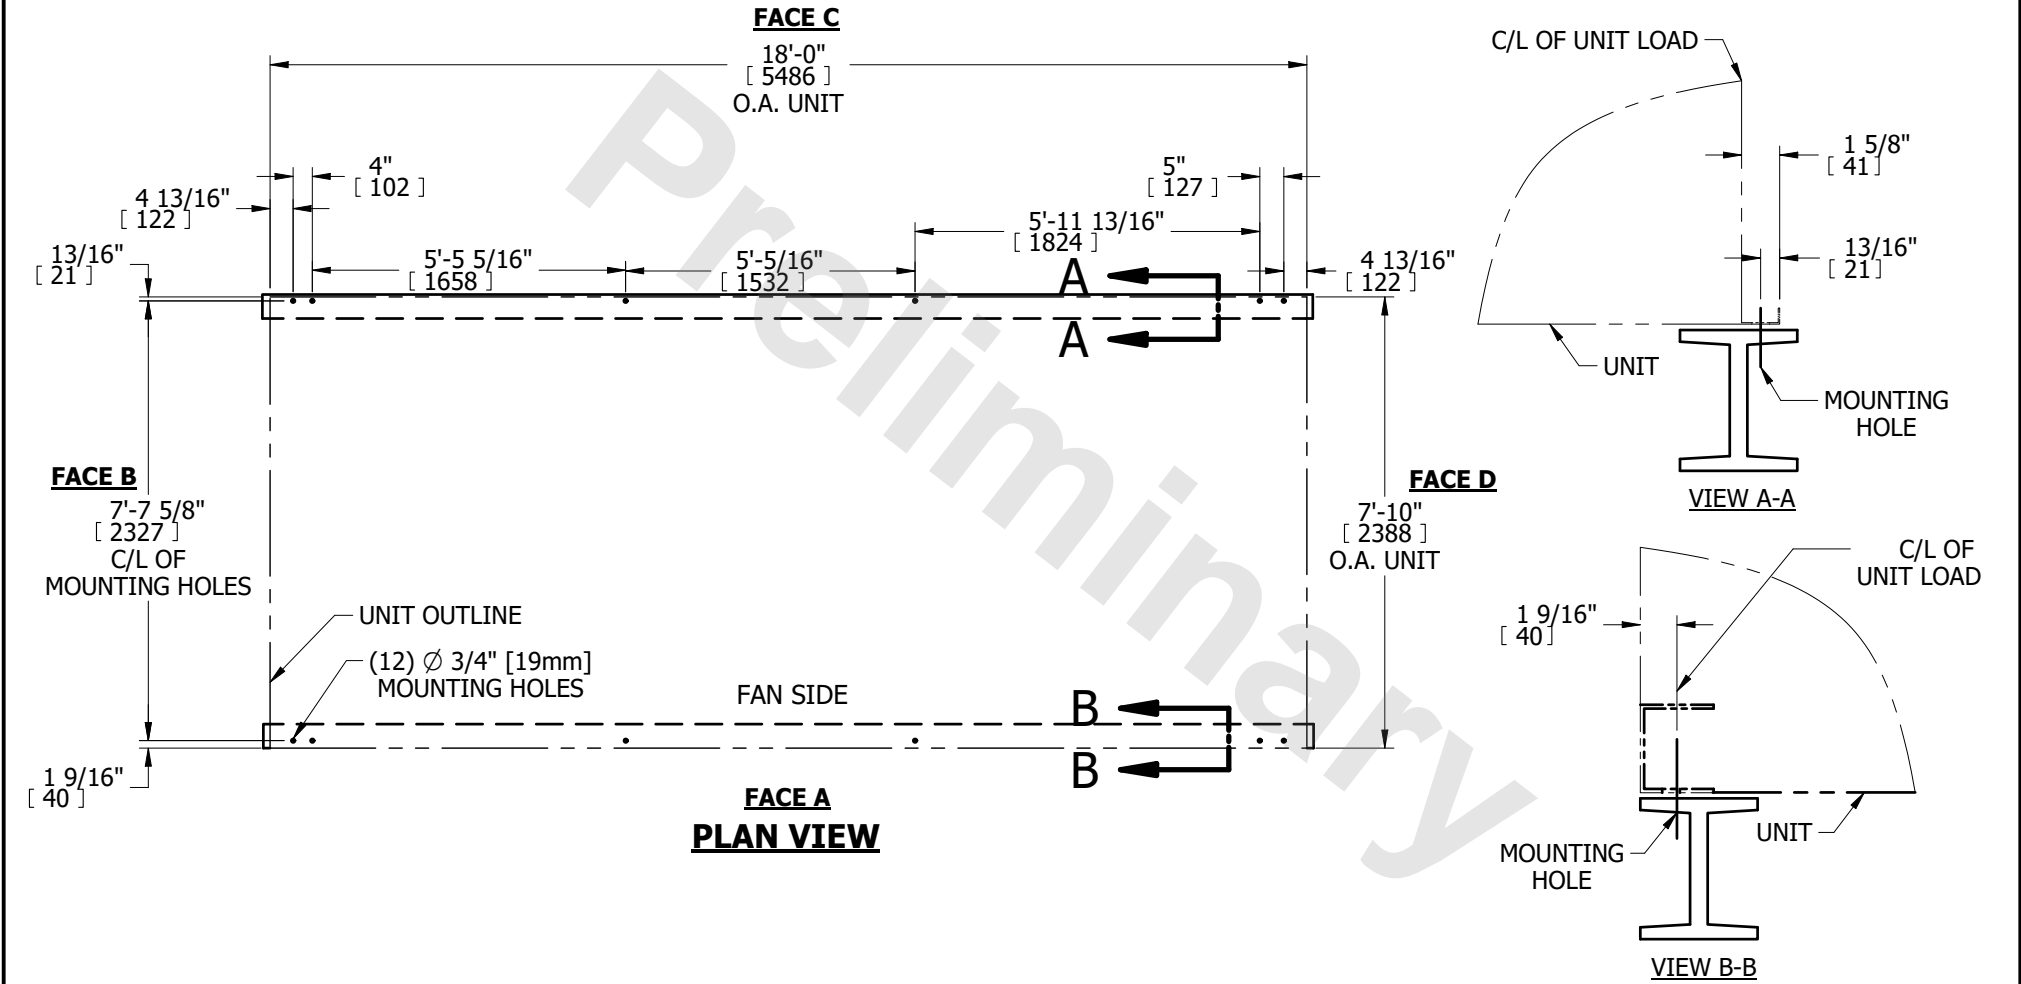 FACE C
18'-0"
[ 5486 ]
O.A. UNIT
4"
[ 102 ]
4 13/16"
[ 122 ]
13/16"
[ 21 ]
5'-5 5/16"
[ 1658 ]
5'-5/16"
[ 1532 ]
5'-11 13/16"
[ 1824 ]
5"
[ 127 ]
4 13/16"
[ 122 ]
A
A
FACE B
7'-7 5/8"
[ 2327 ]
C/L OF
MOUNTING HOLES
FACE D
7'-10"
[ 2388 ]
O.A. UNIT
UNIT OUTLINE
(12) ∅ 3/4" [19mm]
MOUNTING HOLES
FAN SIDE
B
B
1 9/16"
[ 40 ]
FACE A
PLAN VIEW
C/L OF UNIT LOAD
1 5/8"
[ 41 ]
13/16"
[ 21 ]
UNIT
MOUNTING
HOLE
VIEW A-A
C/L OF
UNIT LOAD
1 9/16"
[ 40 ]
UNIT
MOUNTING
HOLE
VIEW B-B
Preliminary